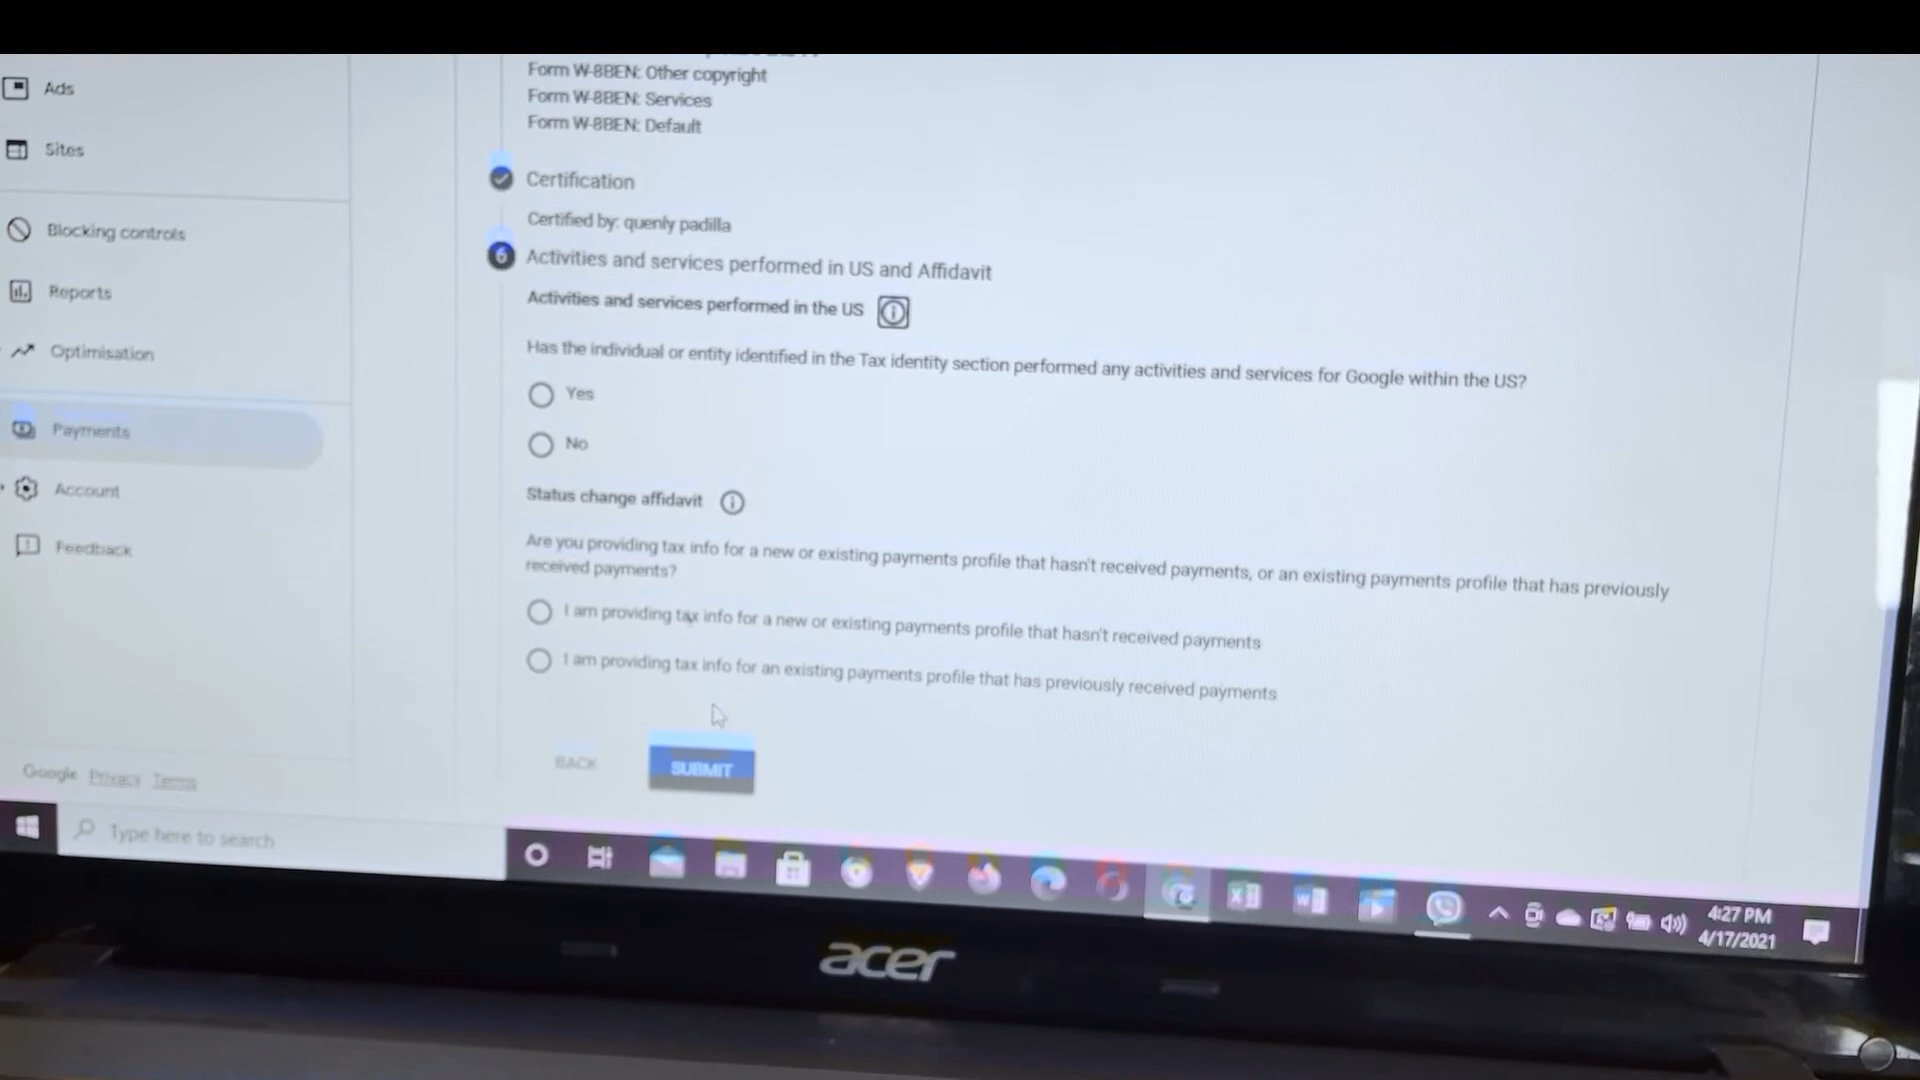 Form W-8BEN: Other copyright
Form W-8BEN: Services
Form W-8BEN: Default
Certification
Certified by: quenly padilla
6 Activities and services performed in US and Affidavit
Activities and services performed in the US
Has the individual or entity identified in the Tax identity section performed any activities and services for Google within the US?
Yes
No
Status change affidavit
Are you providing tax info for a new or existing payments profile that hasn't received payments, or an existing payments profile that has previously
received payments?
I am providing tax info for a new or existing payments profile that hasn't received payments
I am providing tax info for an existing payments profile that has previously received payments
BACK
SUBMIT
Ads
Sites
Blocking controls
Reports
Optimisation
Payments
Account
Feedback
Google Privacy Terms
Type here to search
4:27 PM
4/17/2021
acer